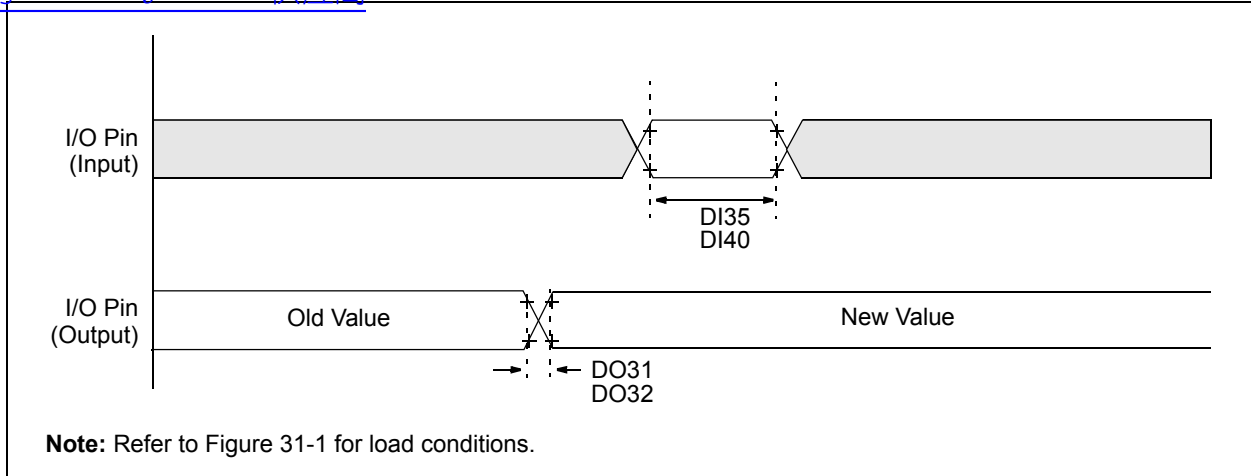 I/O Pin
(Input)
DI35
DI40
I/O Pin
(Output)
Old Value
New Value
DO31
DO32
Note: Refer to Figure 31-1 for load conditions.